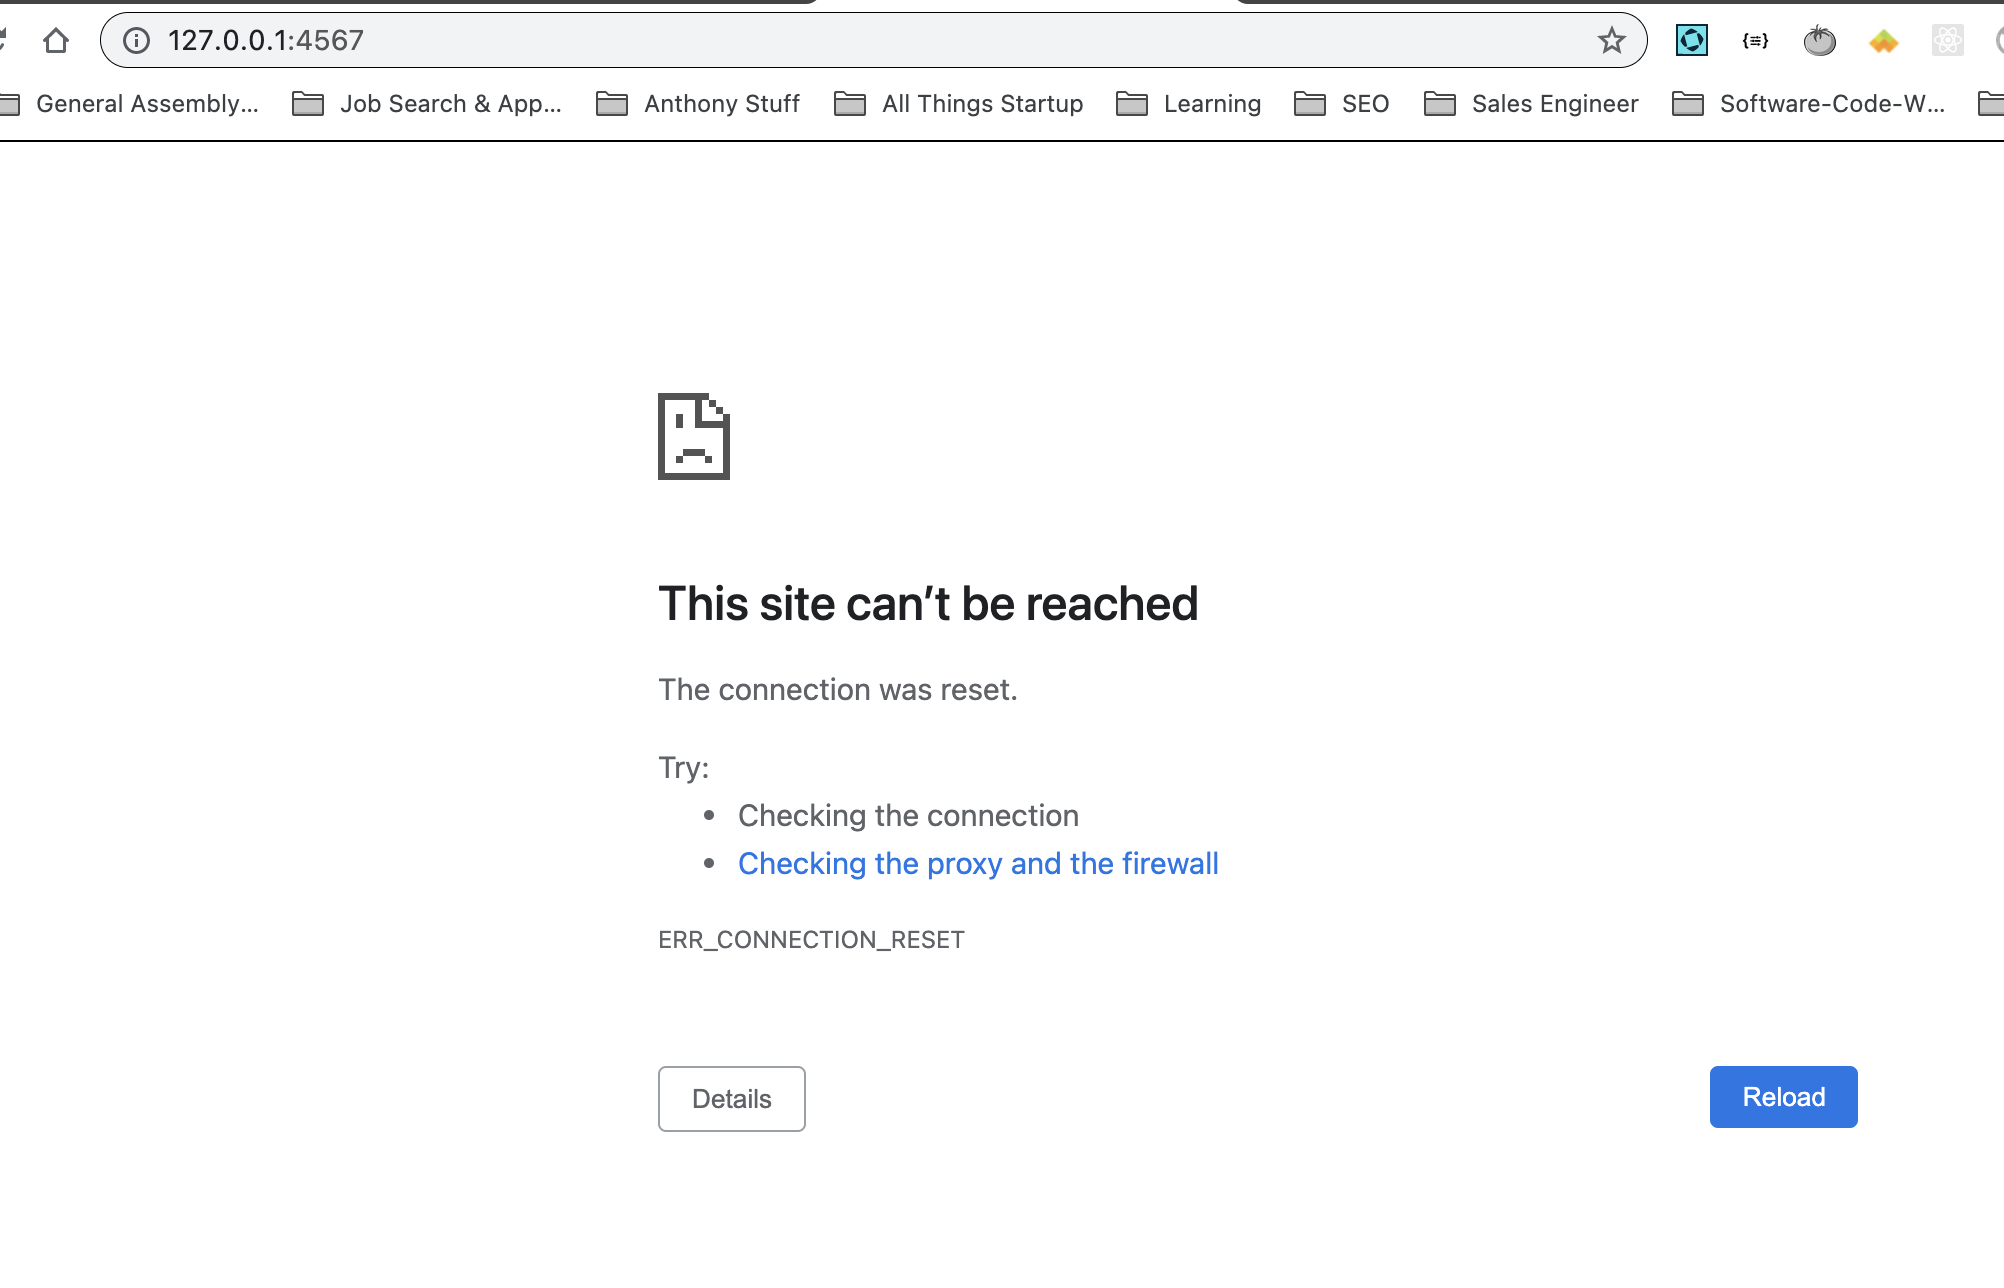 127.0.0.1:4567
General Assembly... Job Search & App... Anthony Stuff All Things Startup Learning SEO Sales Engineer Software-Code-W...
This site can’t be reached
The connection was reset.
Try:
• Checking the connection
• Checking the proxy and the firewall
ERR_CONNECTION_RESET
Details Reload